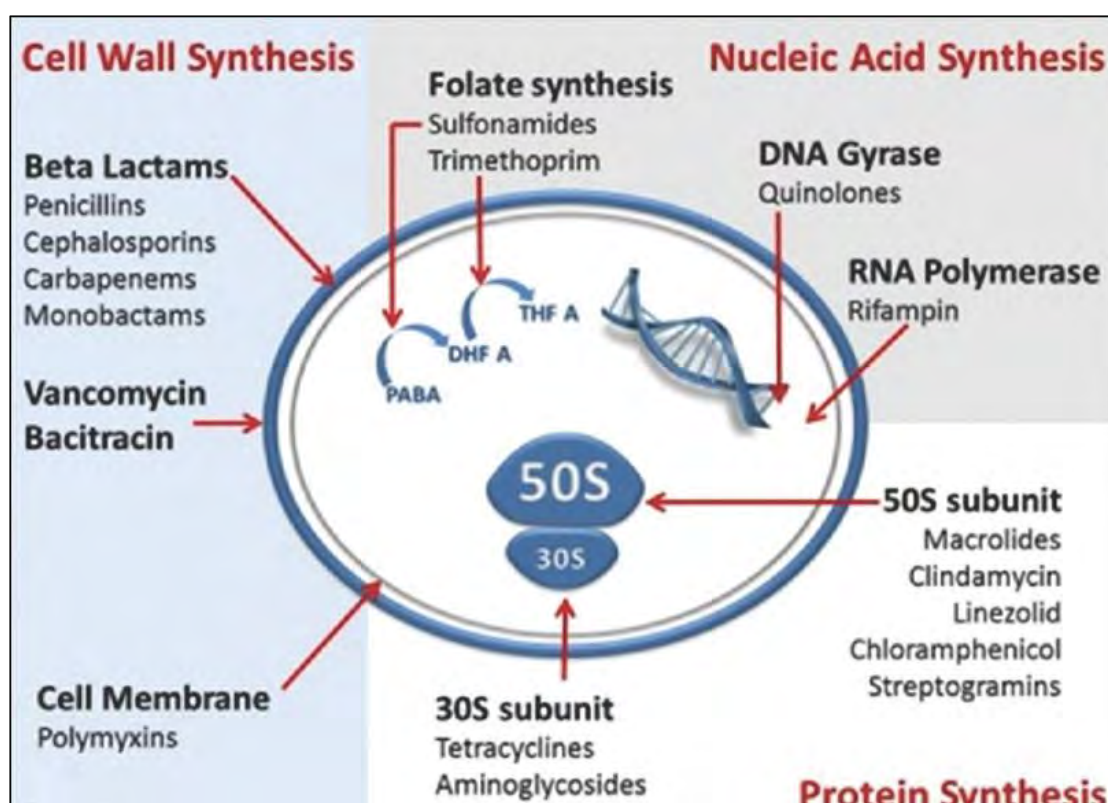 Cell Wall Synthesis
Nucleic Acid Synthesis
Folate synthesis
Sulfonamides
Trimethoprim
Beta Lactams
Penicillins
Cephalosporins
Carbapenems
Monobactams
DNA Gyrase
Quinolones
RNA Polymerase
Rifampin
THF A
DHF A
PABA
Vancomycin
Bacitracin
50S
30S
50S subunit
Macrolides
Clindamycin
Linezolid
Chloramphenicol
Streptogramins
Cell Membrane
Polymyxins
30S subunit
Tetracyclines
Aminoglycosides
Protein Synthesis